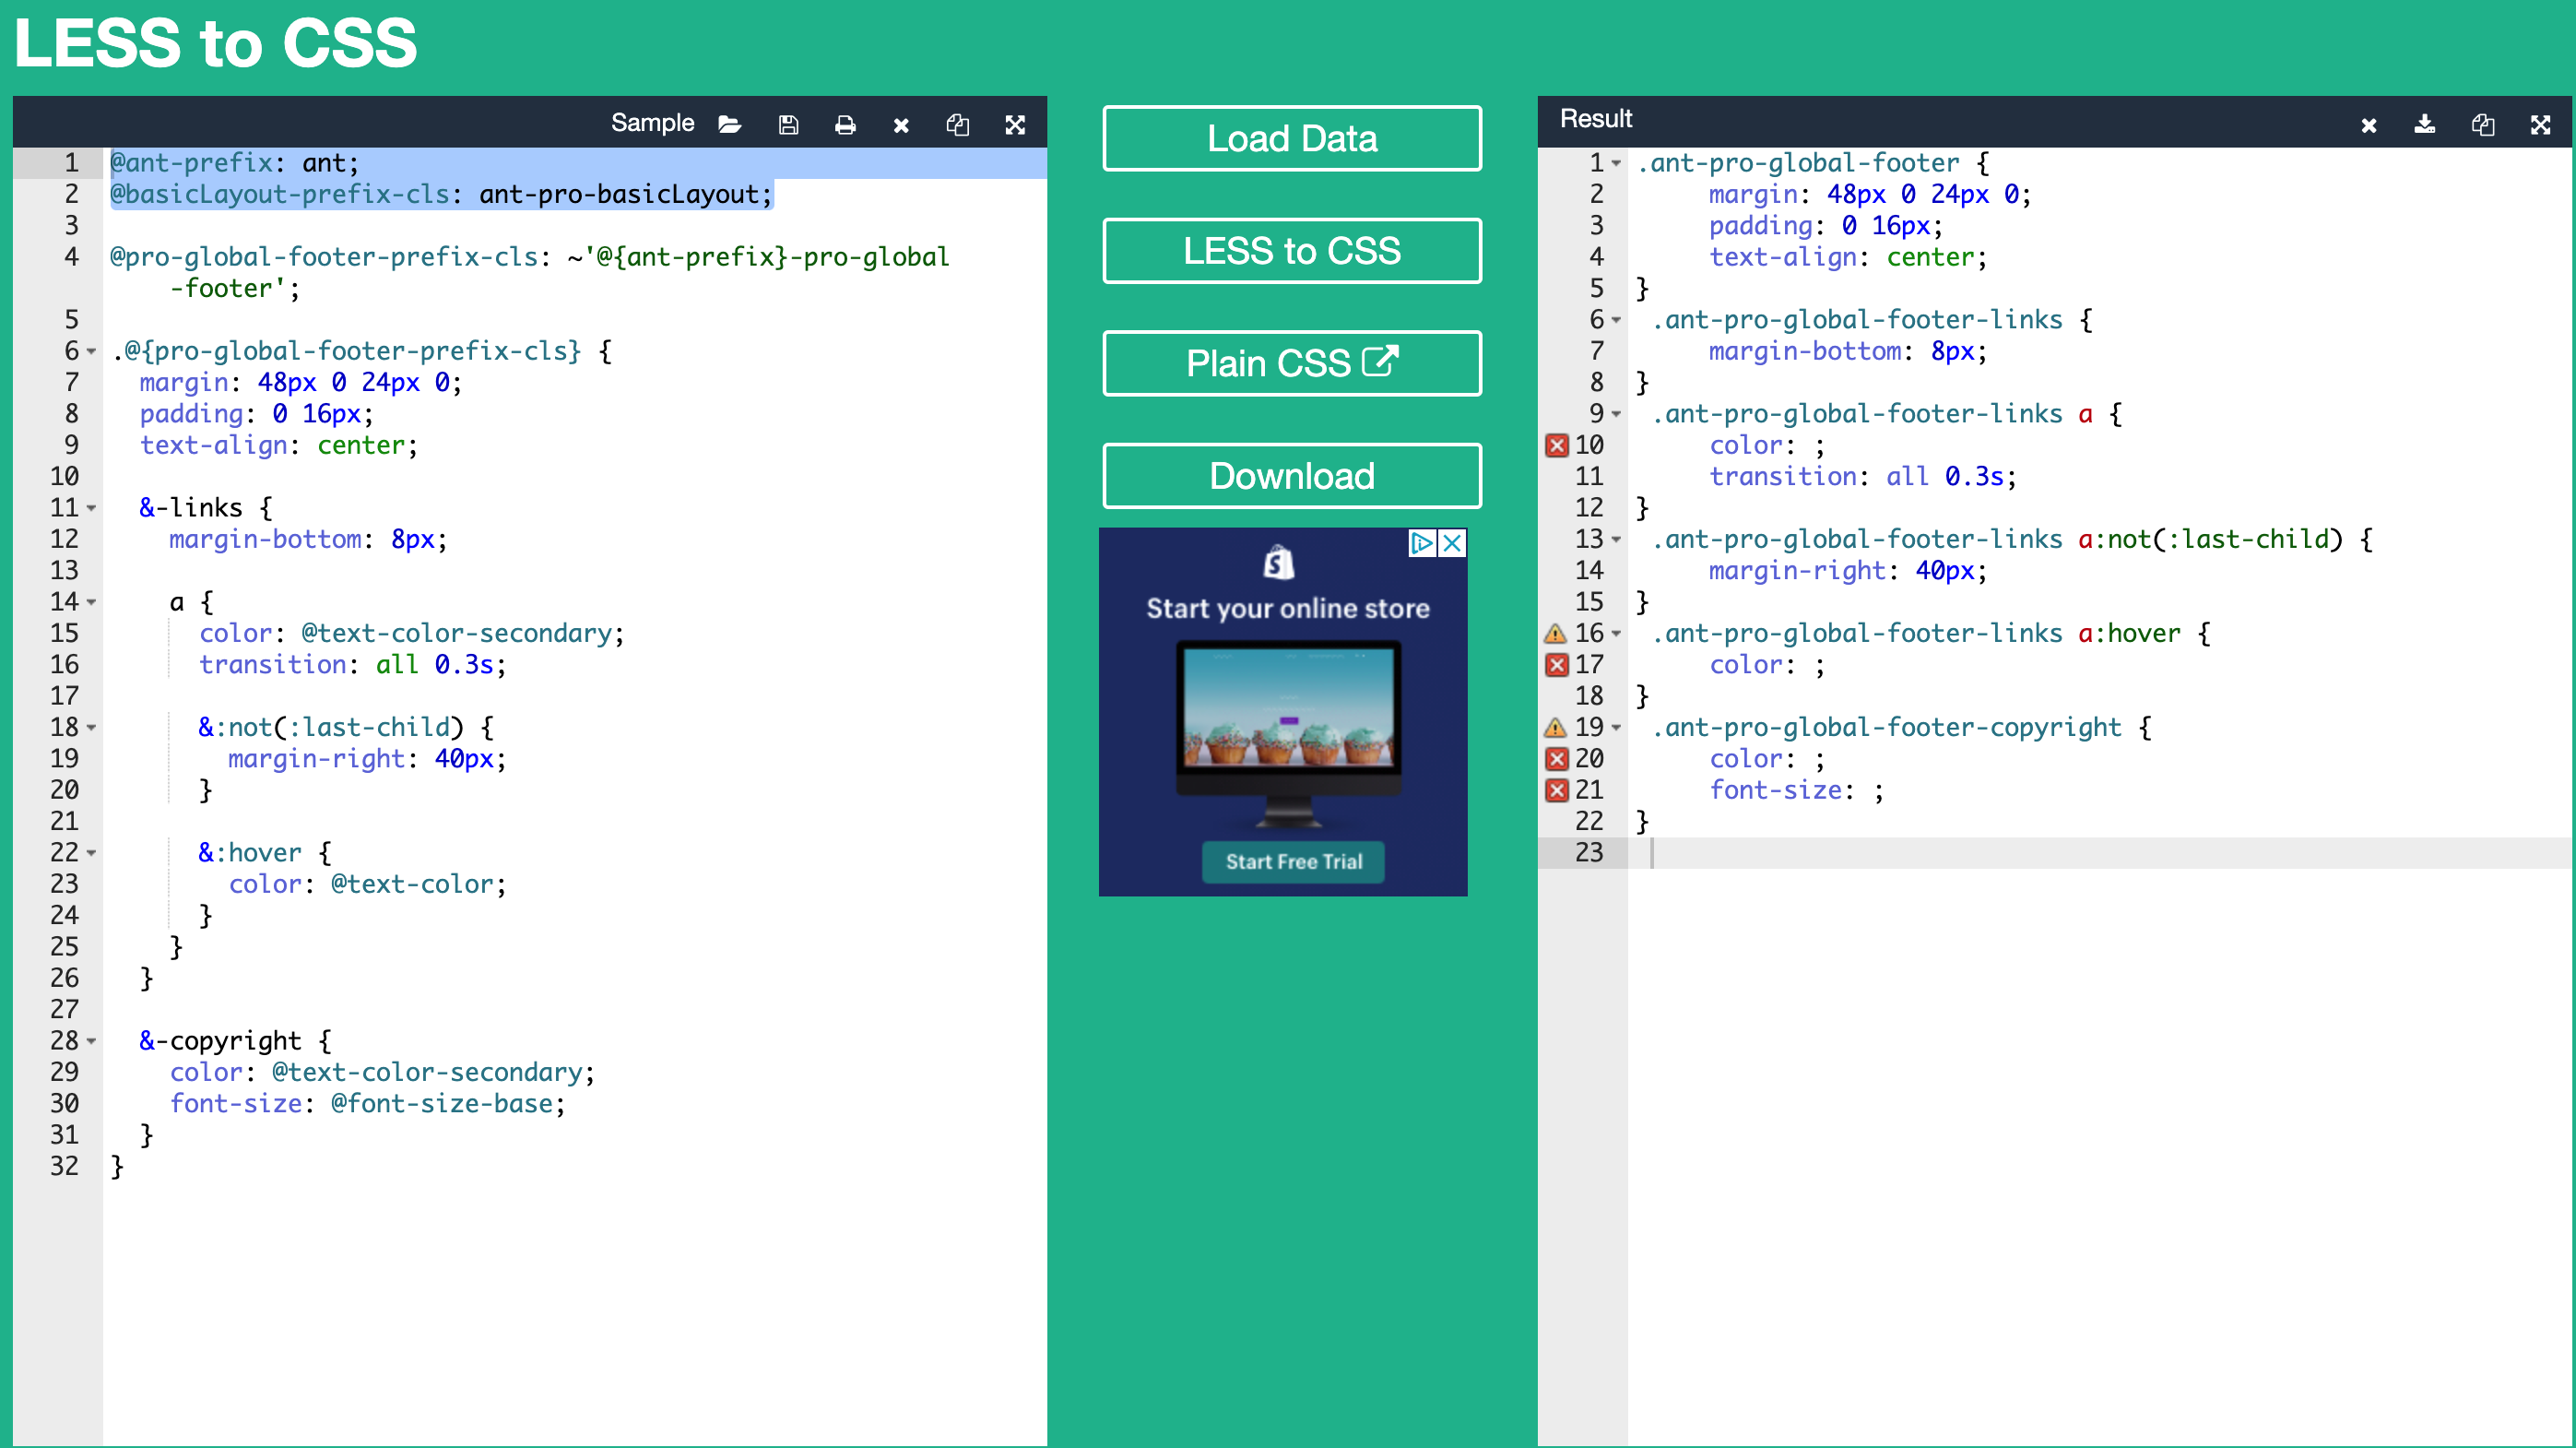 LESS to CSS
Sample
1 @ant-prefix: ant;
2 @basicLayout-prefix-cls: ant-pro-basicLayout;
3
4 @pro-global-footer-prefix-cls: ~'@{ant-prefix}-pro-global
-footer';
5
6 .@{pro-global-footer-prefix-cls} {
7 margin: 48px 0 24px 0;
8 padding: 0 16px;
9 text-align: center;
10
11 &-links {
12 margin-bottom: 8px;
13
14 a {
15 color: @text-color-secondary;
16 transition: all 0.3s;
17
18 &:not(:last-child) {
19 margin-right: 40px;
20 }
21
22 &:hover {
23 color: @text-color;
24 }
25 }
26 }
27
28 &-copyright {
29 color: @text-color-secondary;
30 font-size: @font-size-base;
31 }
32 }
Load Data
LESS to CSS
Plain CSS
Download
Start your online store
Start Free Trial
Result
1 .ant-pro-global-footer {
2 margin: 48px 0 24px 0;
3 padding: 0 16px;
4 text-align: center;
5 }
6 .ant-pro-global-footer-links {
7 margin-bottom: 8px;
8 }
9 .ant-pro-global-footer-links a {
10 color: ;
11 transition: all 0.3s;
12 }
13 .ant-pro-global-footer-links a:not(:last-child) {
14 margin-right: 40px;
15 }
16 .ant-pro-global-footer-links a:hover {
17 color: ;
18 }
19 .ant-pro-global-footer-copyright {
20 color: ;
21 font-size: ;
22 }
23